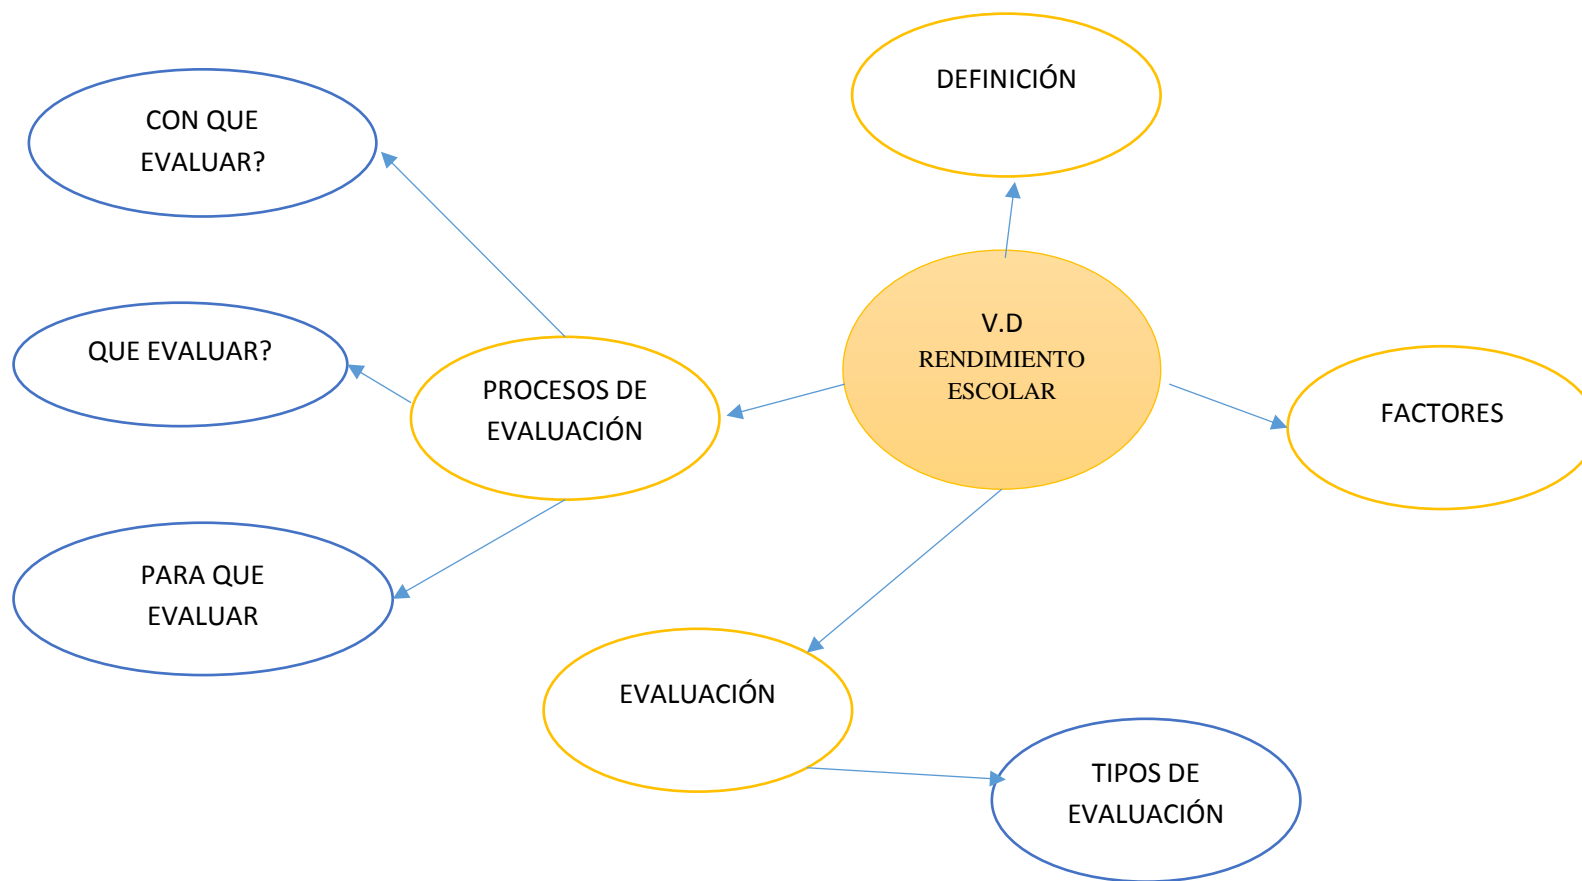 DEFINICIÓN
CON QUE
EVALUAR?
V.D
RENDIMIENTO
ESCOLAR
QUE EVALUAR?
PROCESOS DE
EVALUACIÓN
FACTORES
PARA QUE
EVALUAR
EVALUACIÓN
TIPOS DE
EVALUACIÓN